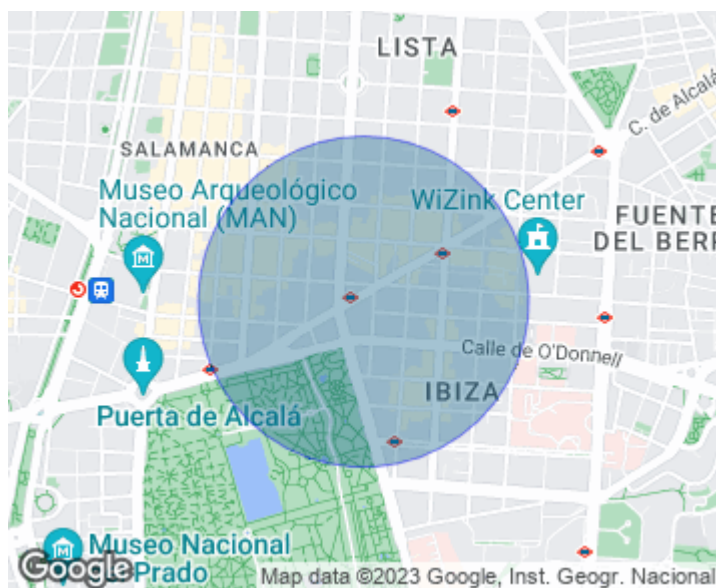 LISTA
C. de Alcalá
SALAMANCA
Museo Arqueológico
Nacional (MAN)
WiZink Center
FUENTE
DEL BERR
Calle de O'Donnell
IBIZA
Puerta de Alcalá
Museo Nacional
Prado
Google
Map data ©2023 Google, Inst. Geogr. Nacional